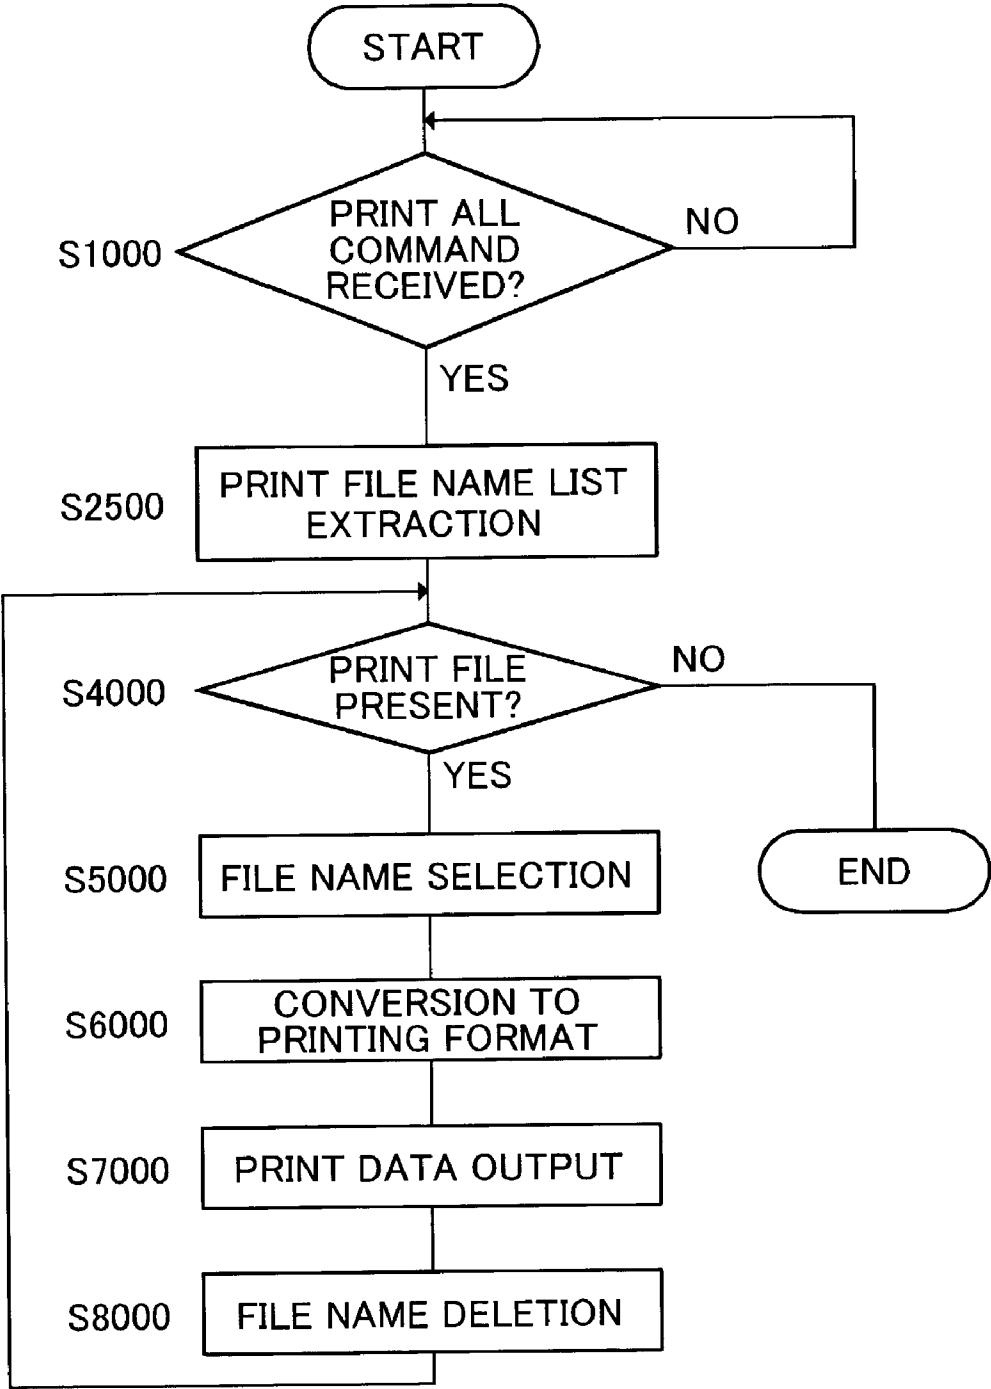 START
PRINT ALL
COMMAND
RECEIVED?
S1000
NO
YES
PRINT FILE NAME LIST
EXTRACTION
S2500
PRINT FILE
PRESENT?
S4000
NO
YES
S5000
FILE NAME SELECTION
END
CONVERSION TO
PRINTING FORMAT
S6000
S7000
PRINT DATA OUTPUT
S8000
FILE NAME DELETION